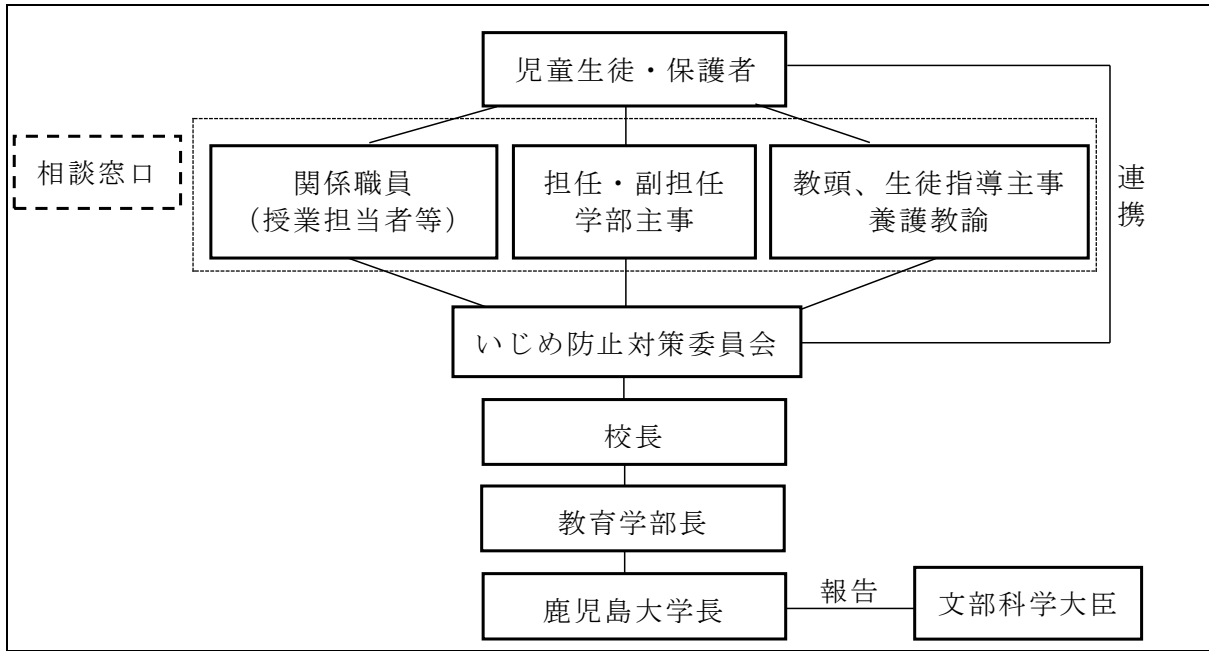 児童生徒・保護者
相談窓口
関係職員
(授業担当者等)
担任・副担任
学部主事
教頭、生徒指導主事
養護教諭
連携
いじめ防止対策委員会
校長
教育学部長
鹿児島大学長
報告
文部科学大臣